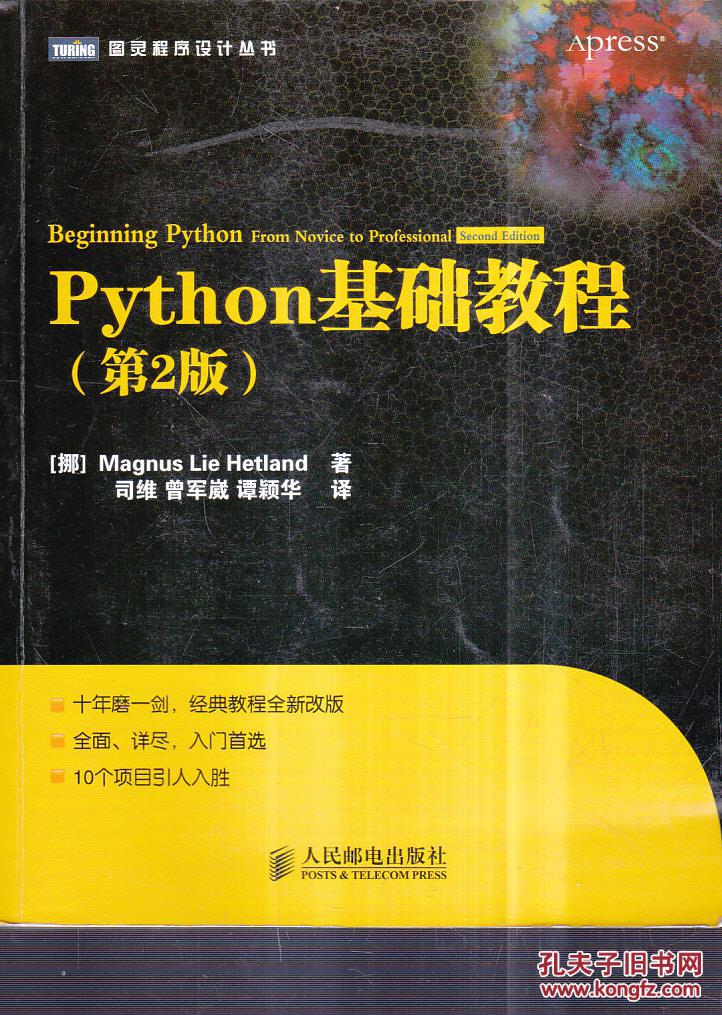 TURING 图灵程序设计丛书
Apress®
Beginning Python From Novice to Professional Second Edition
Python基础教程
（第2版）
[挪] Magnus Lie Hetland 著
司维 曾军崴 谭颖华 译
十年磨一剑，经典教程全新改版
全面、详尽，入门首选
10个项目引人入胜
人民邮电出版社
POSTS & TELECOM PRESS
孔夫子旧书网
www.kongfz.com